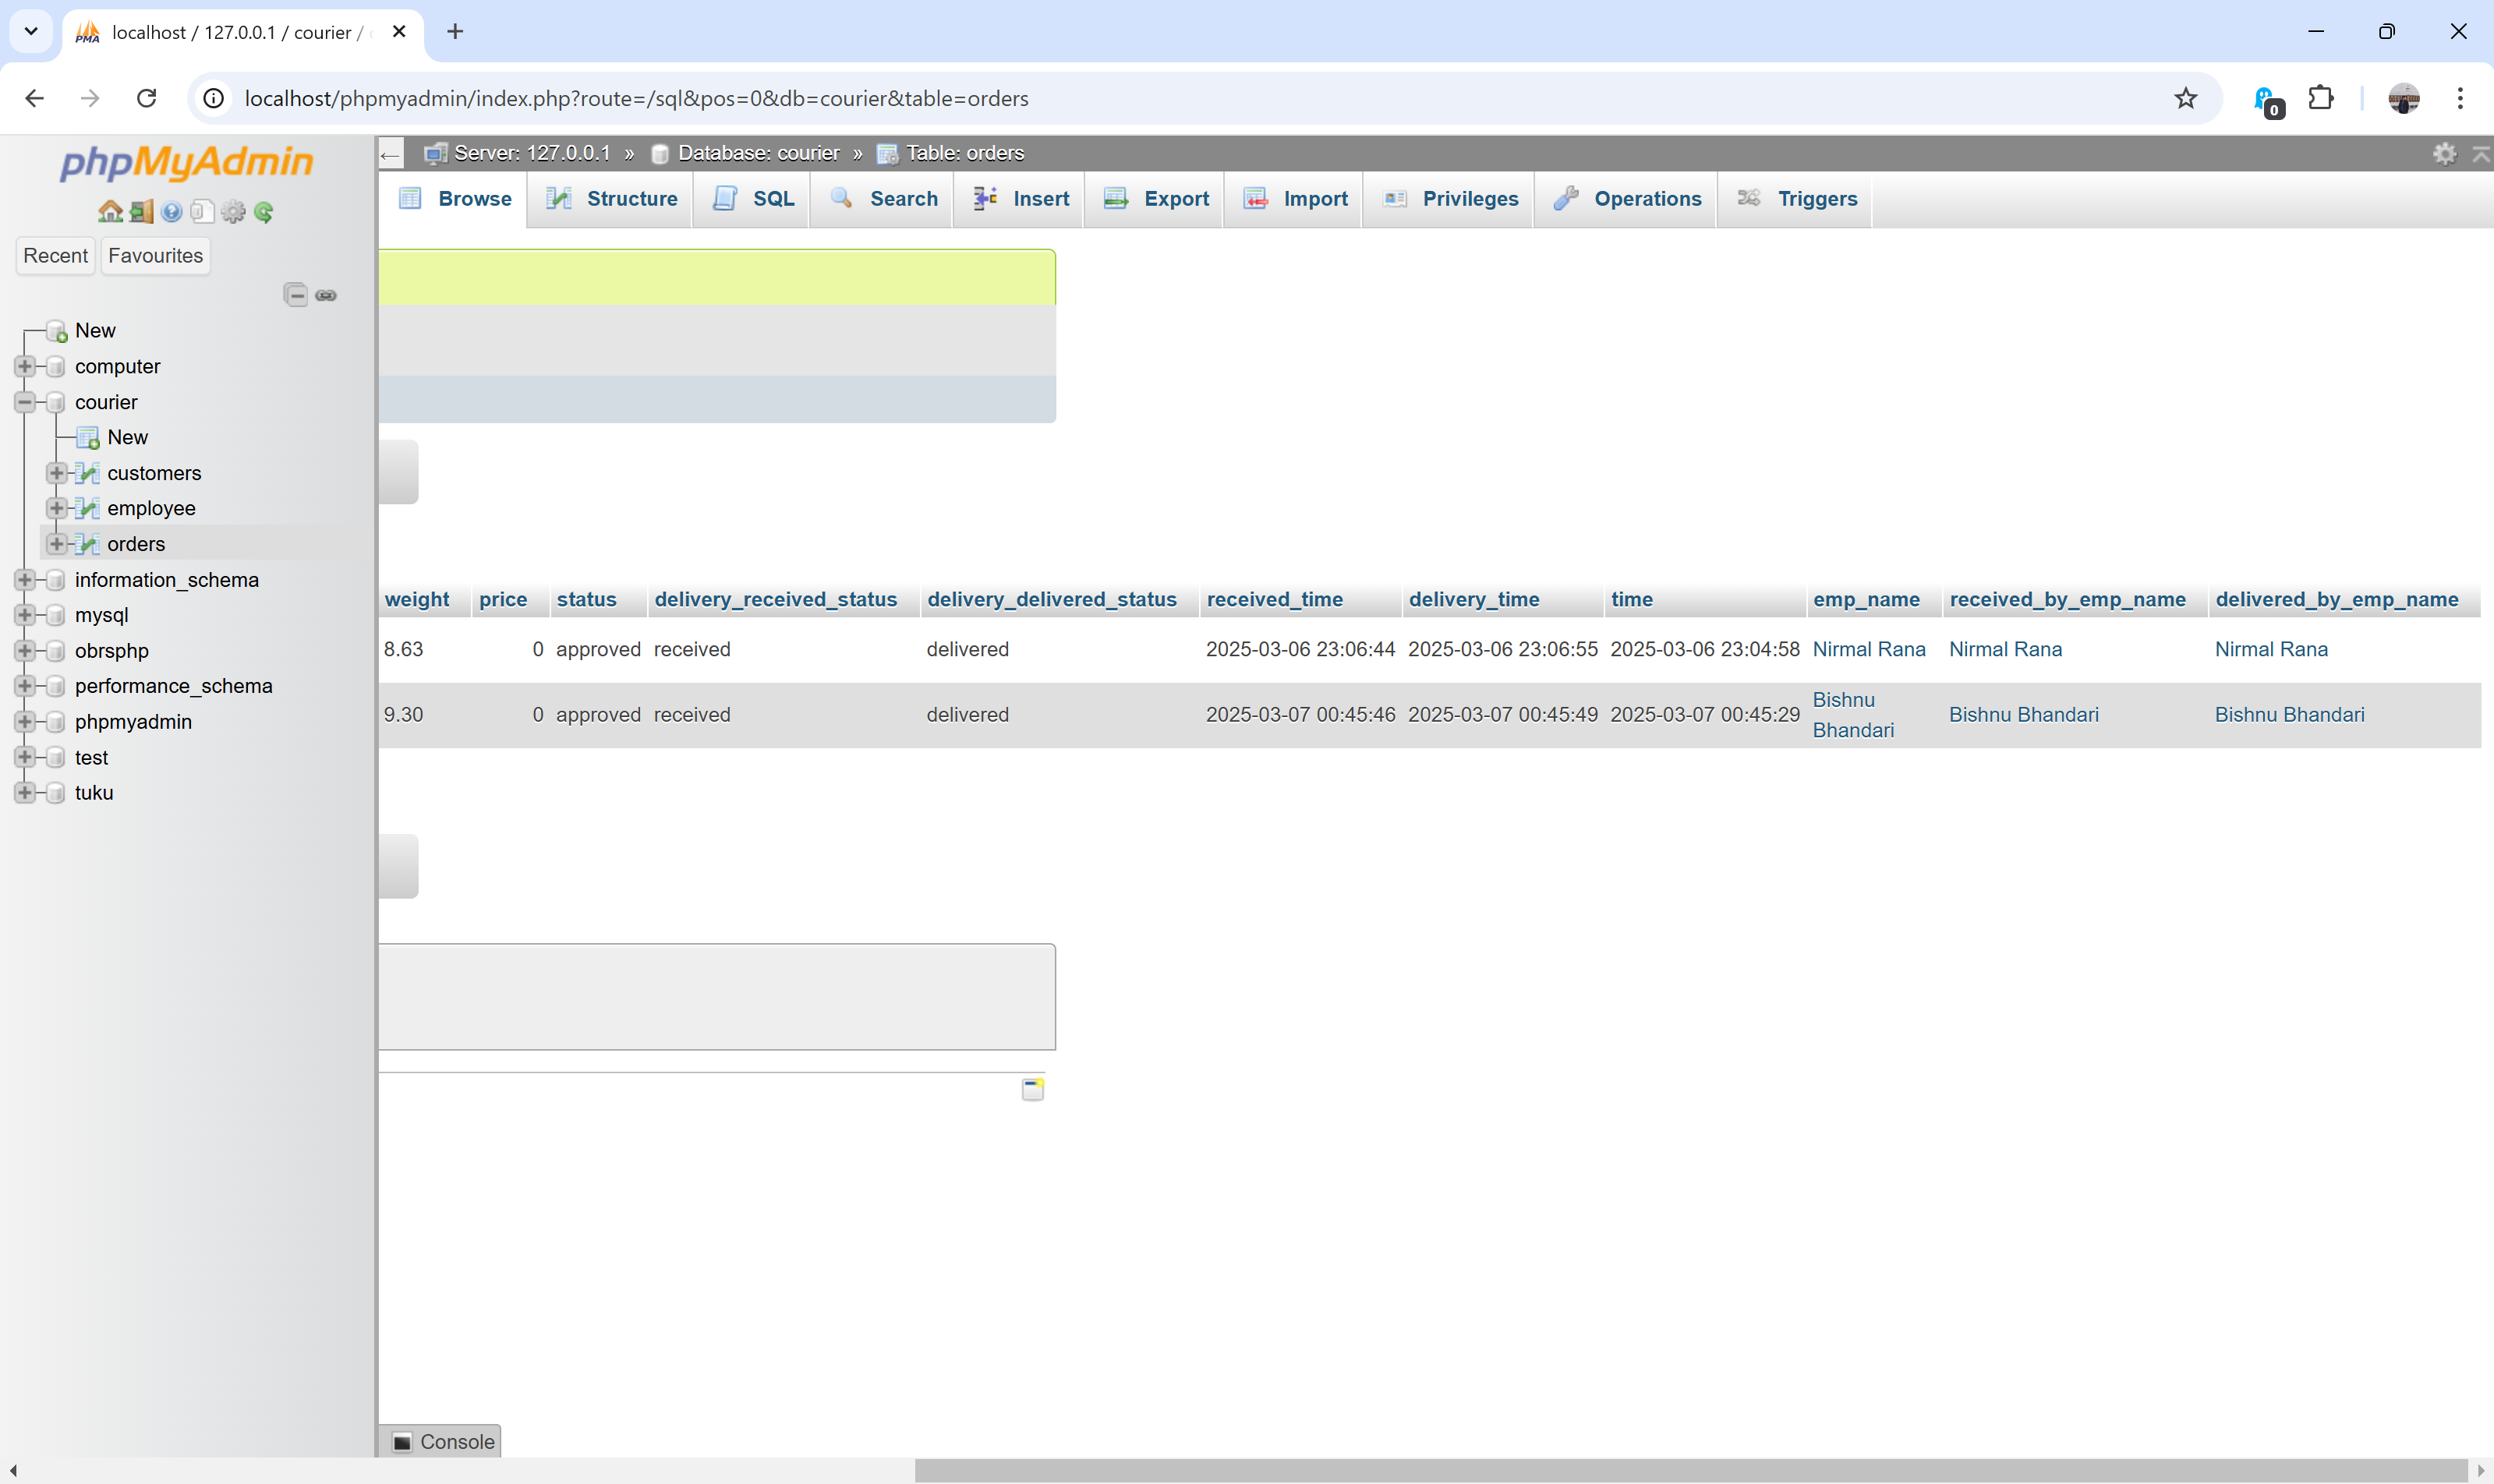 localhost / 127.0.0.1 / courier /
localhost/phpmyadmin/index.php?route=/sql&pos=0&db=courier&table=orders
0
phpMyAdmin
Recent Favourites
New
computer
courier
New
customers
employee
orders
information_schema
mysql
obrsphp
performance_schema
phpmyadmin
test
tuku
Server: 127.0.0.1 » Database: courier » Table: orders
Browse Structure SQL Search Insert Export Import Privileges Operations Triggers
weight price status delivery_received_status delivery_delivered_status received_time delivery_time time emp_name received_by_emp_name delivered_by_emp_name
8.63 0 approved received delivered 2025-03-06 23:06:44 2025-03-06 23:06:55 2025-03-06 23:04:58 Nirmal Rana Nirmal Rana Nirmal Rana
9.30 0 approved received delivered 2025-03-07 00:45:46 2025-03-07 00:45:49 2025-03-07 00:45:29 Bishnu Bhandari Bishnu Bhandari Bishnu Bhandari
Console